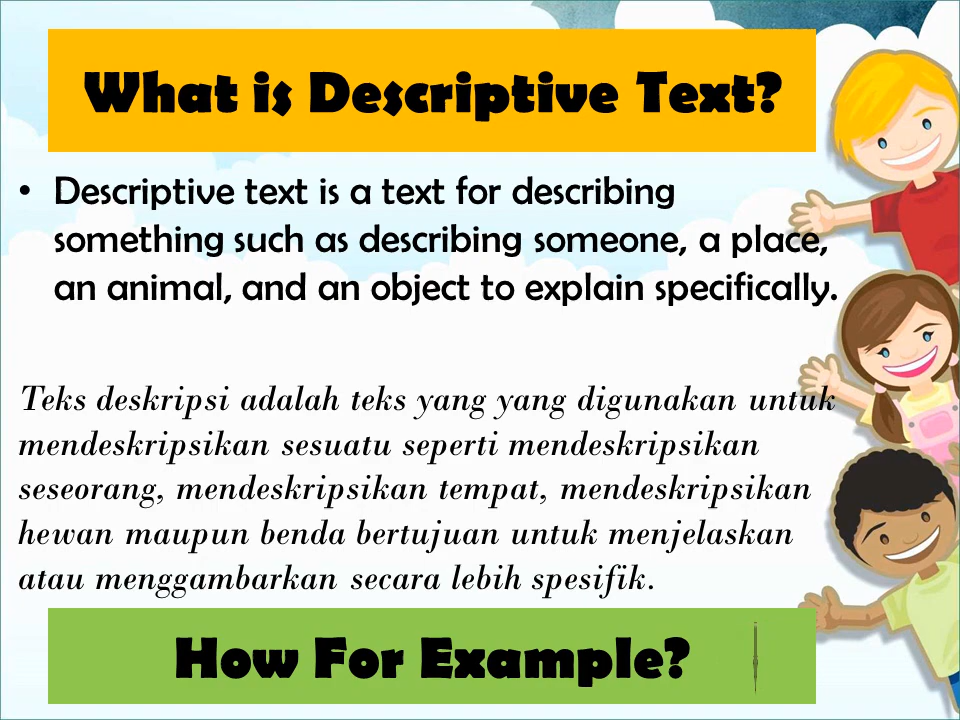 What is Descriptive Text?
• Descriptive text is a text for describing
something such as describing someone, a place,
an animal, and an object to explain specifically.
Teks deskripsi adalah teks yang yang digunakan untuk
mendeskripsikan sesuatu seperti mendeskripsikan
seseorang, mendeskripsikan tempat, mendeskripsikan
hewan maupun benda bertujuan untuk menjelaskan
atau menggambarkan secara lebih spesifik.
How For Example?